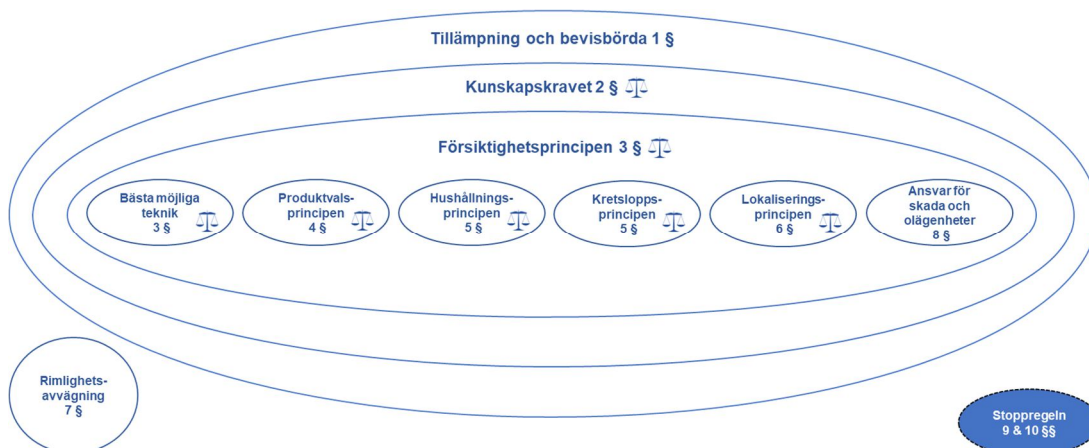 Tillämpning och bevisbörda 1 §
Kunskapskravet 2 §
Försiktighetsprincipen 3 §
Bästa möjliga
teknik
3 §
Produktvals-
principen
4 §
Hushållnings-
principen
5 §
Kretslopps-
principen
5 §
Lokaliserings-
principen
6 §
Ansvar för
skada och
olägenheter
8 §
Rimlighets-
avvägning
7 §
Stoppregeln
9 & 10 §§